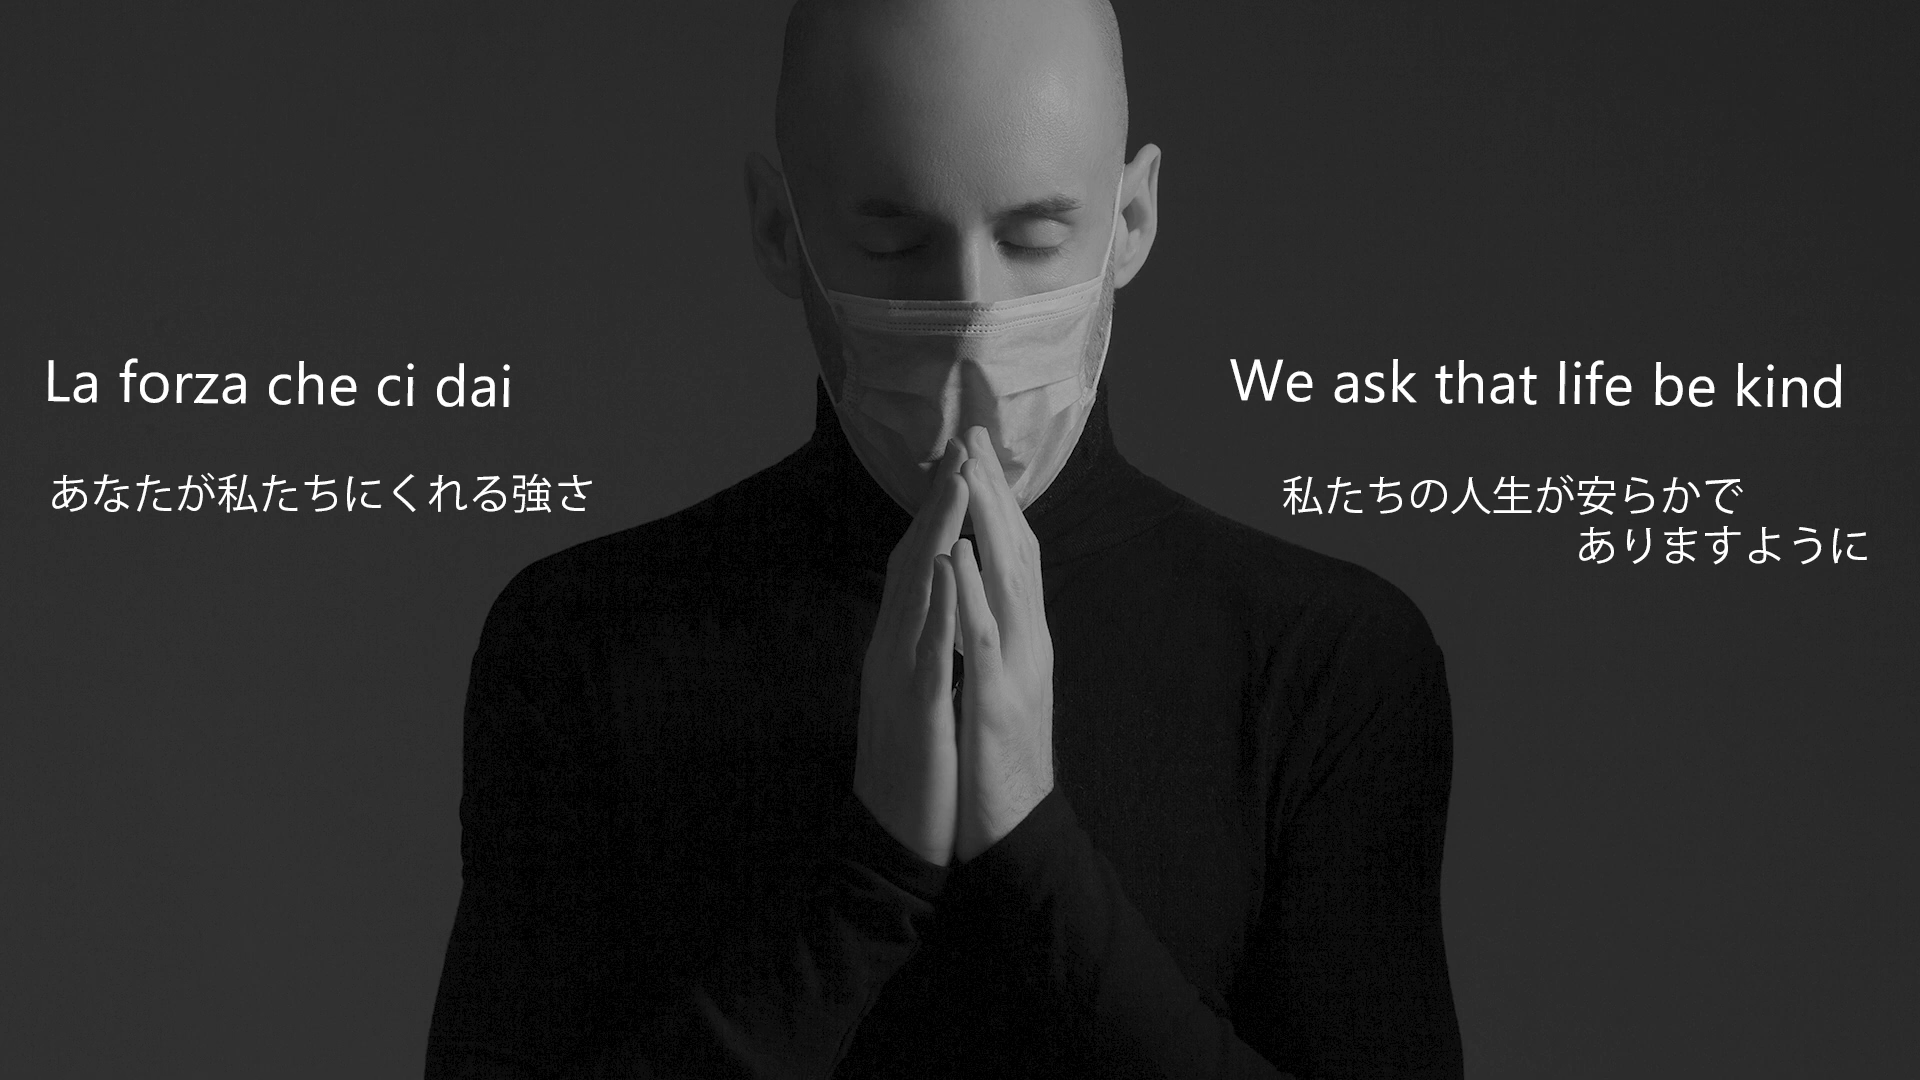 La forza che ci dai
あなたが私たちにくれる強さ
We ask that life be kind
私たちの人生が安らかで
ありますように